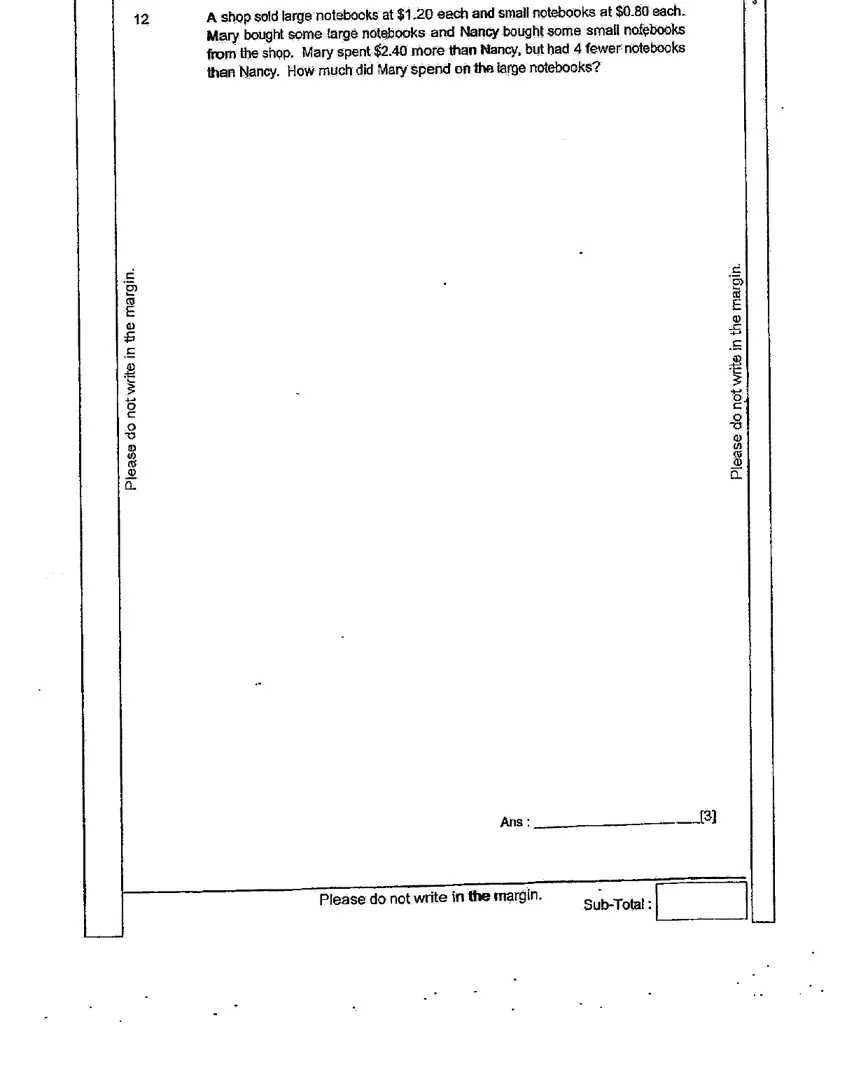 12 A shop sold large notebooks at $1.20 each and small notebooks at $0.80 each.
Mary bought some large notebooks and Nancy bought some small notebooks
from the shop. Mary spent $2.40 more than Nancy, but had 4 fewer notebooks
than Nancy. How much did Mary spend on the large notebooks?
Please do not write in the margin.
Please do not write in the margin.
Ans : [3]
Please do not write in the margin.
Sub-Total :